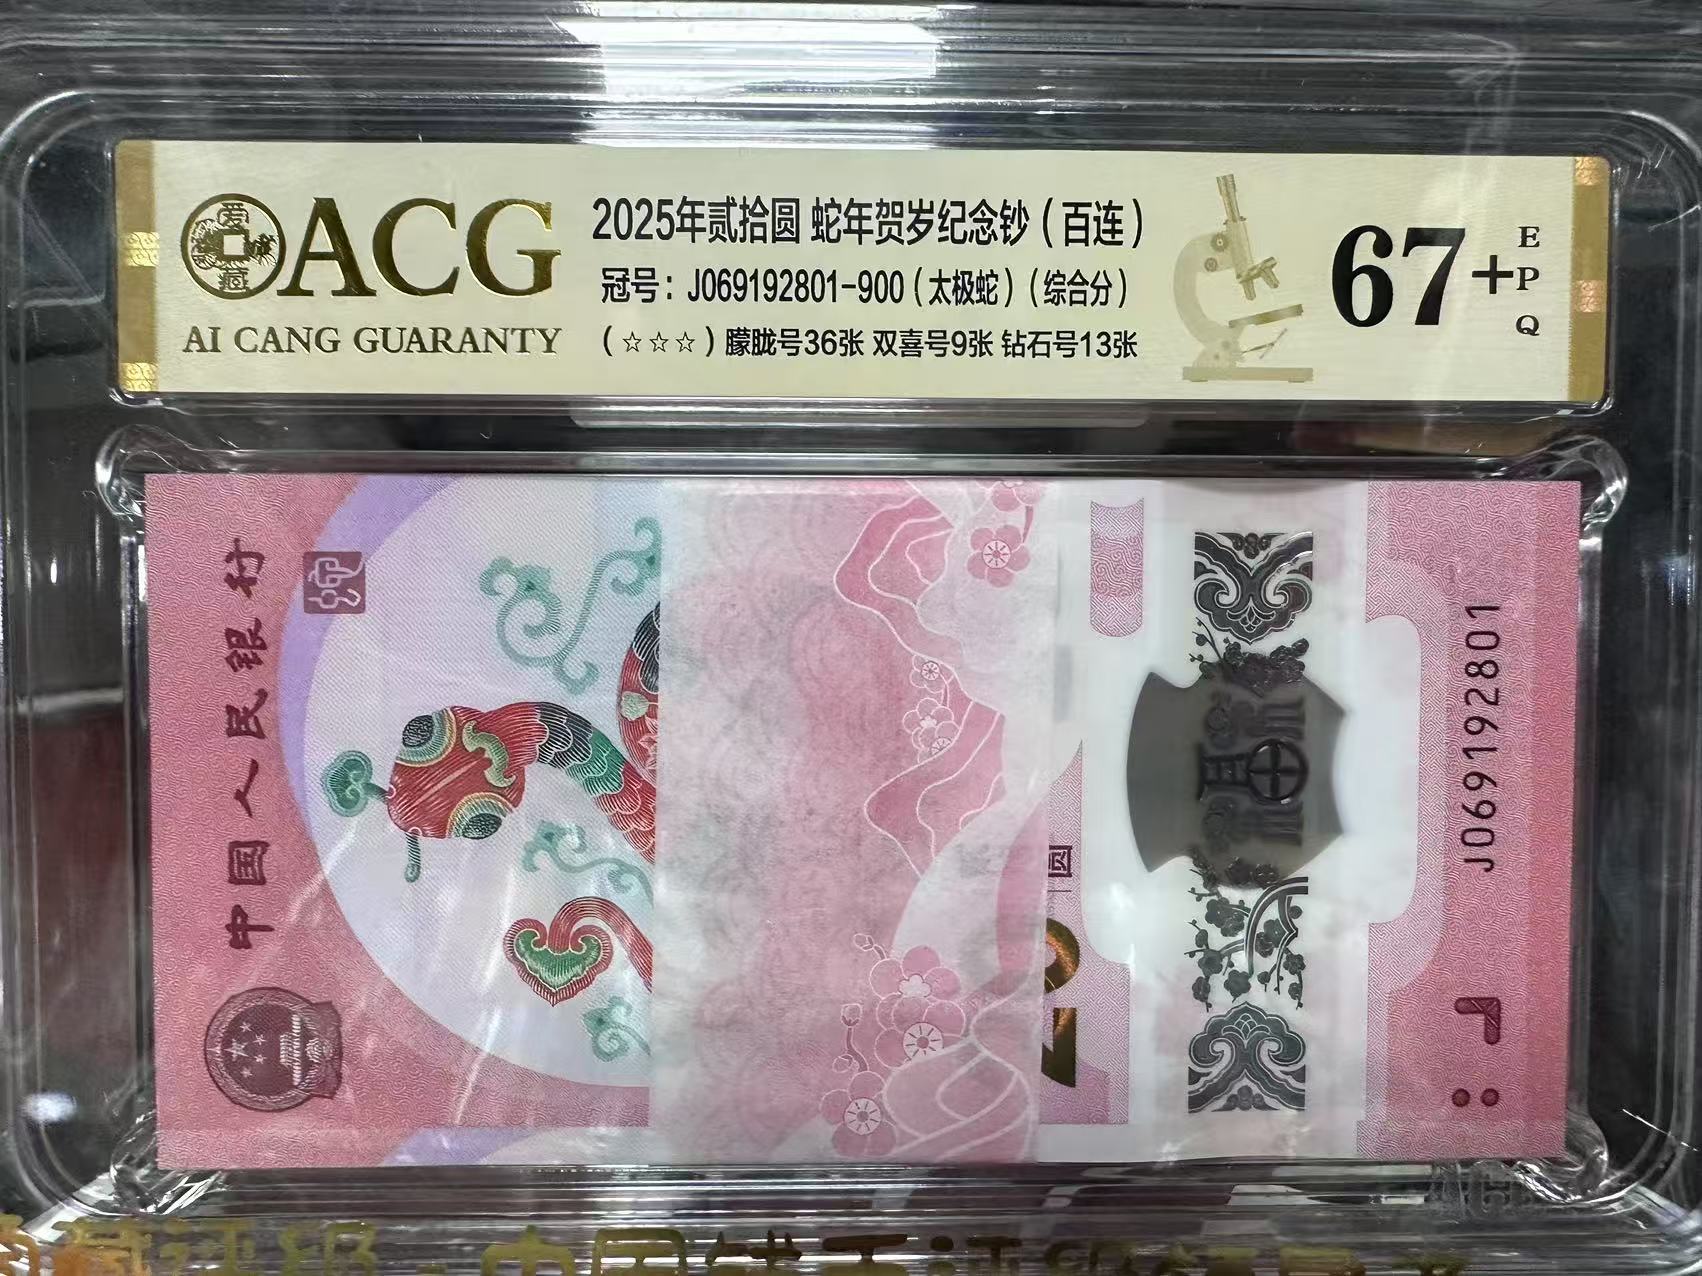 爱藏
ACG
AI CANG GUARANTY
2025年贰拾圆 蛇年贺岁纪念钞（百连）
冠号：J069192801-900（太极蛇）（综合分）
（☆☆☆）朦胧号36张 双喜号9张 钻石号13张
67+
EPQ
中国人民银行
圆
J069192801